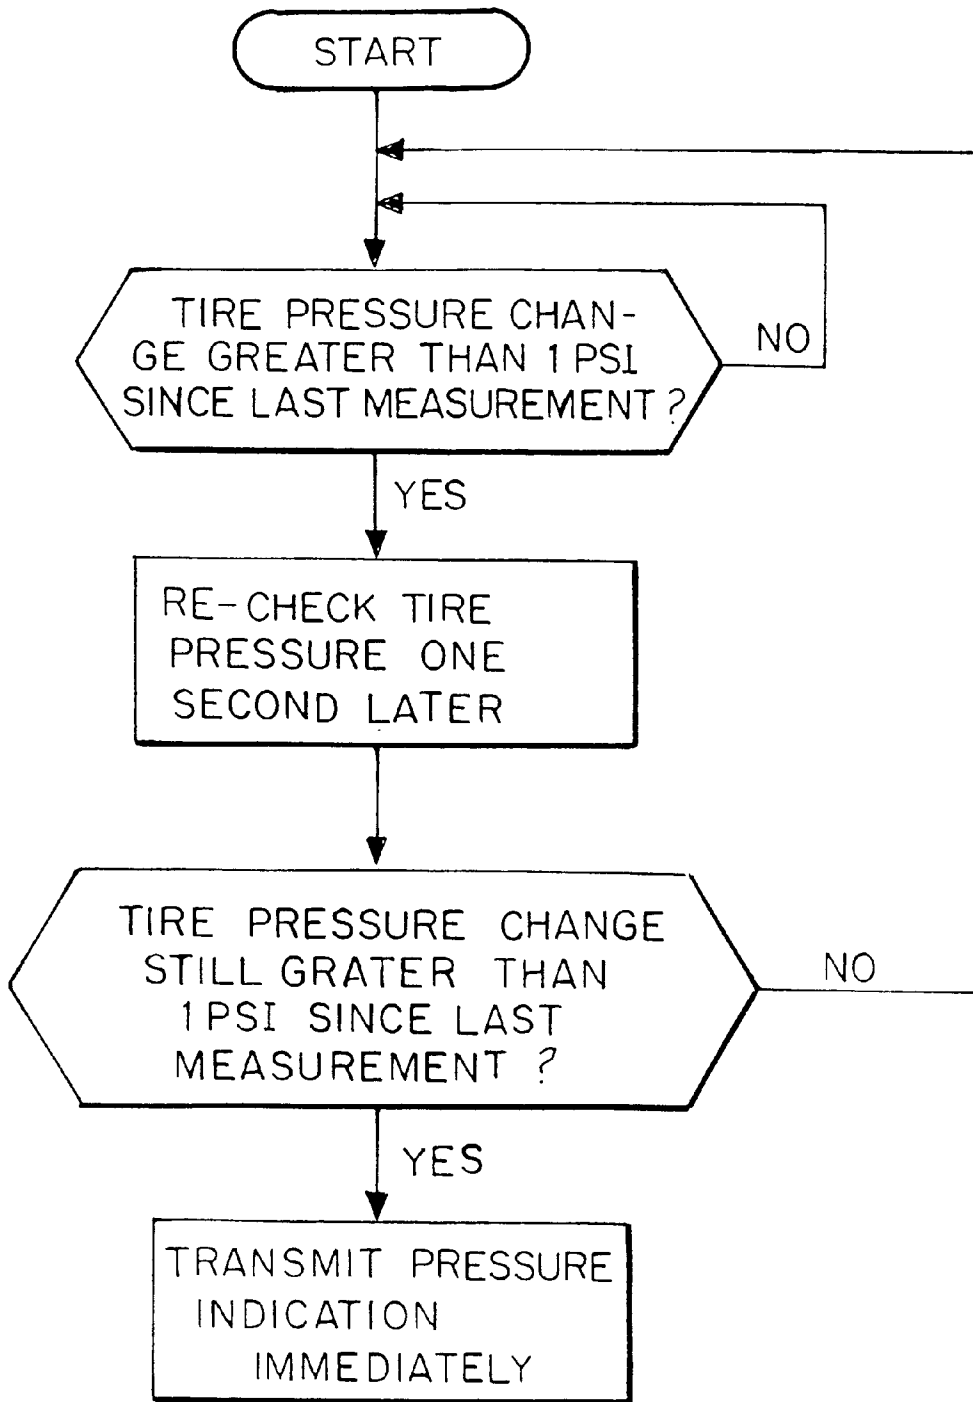 START
TIRE PRESSURE CHAN-
GE GREATER THAN 1 PSI
SINCE LAST MEASUREMENT ?
NO
YES
RE-CHECK TIRE
PRESSURE ONE
SECOND LATER
TIRE PRESSURE CHANGE
STILL GRATER THAN
1 PSI SINCE LAST
MEASUREMENT ?
NO
YES
TRANSMIT PRESSURE
INDICATION
IMMEDIATELY